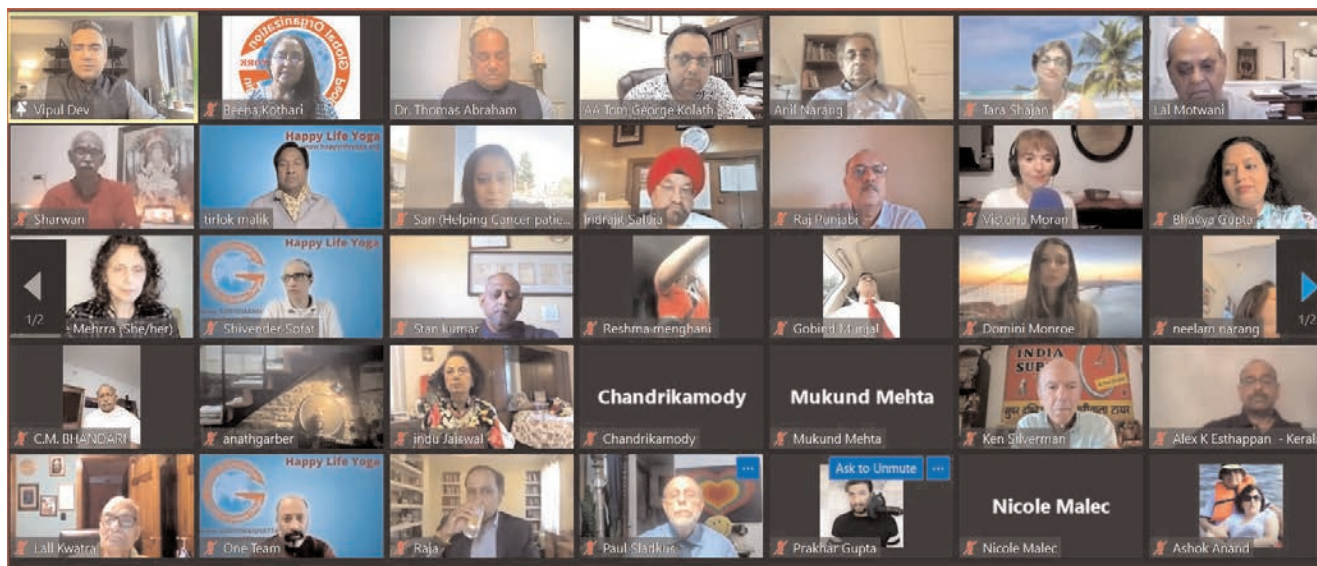 Global Organization
Vipul Dev
Beena Kothari
Dr. Thomas Abraham
AA Tom George Kolath
Anil Narang
Tara Shajan
Lal Motwani
Happy Life Yoga
Sharwari
tirlok malik
Sari (Helping Cancer patie...
Indrajit Saluja
Raj Punjabi
Victoria Moran
Bhavya Gupta
Happy Life Yoga
1/2
1/2
Mehrra (She/her)
Shivender Sofat
Stan kumar
Reshma menghani
Gobind Munjal
Domini Monroe
neelam narang
Chandrikamody
Mukund Mehta
INDIA
C.M. BHANDARI
anathgarber
indu Jaiswal
Chandrikamody
Mukund Mehta
Ken Silverman
Alex K Esthappan - Keral
Happy Life Yoga
Ask to Unmute
Nicole Malec
Lall Kwatra
One Team
Raja
Paul Sladkus
Prakhar Gupta
Nicole Malec
Ashok Anand